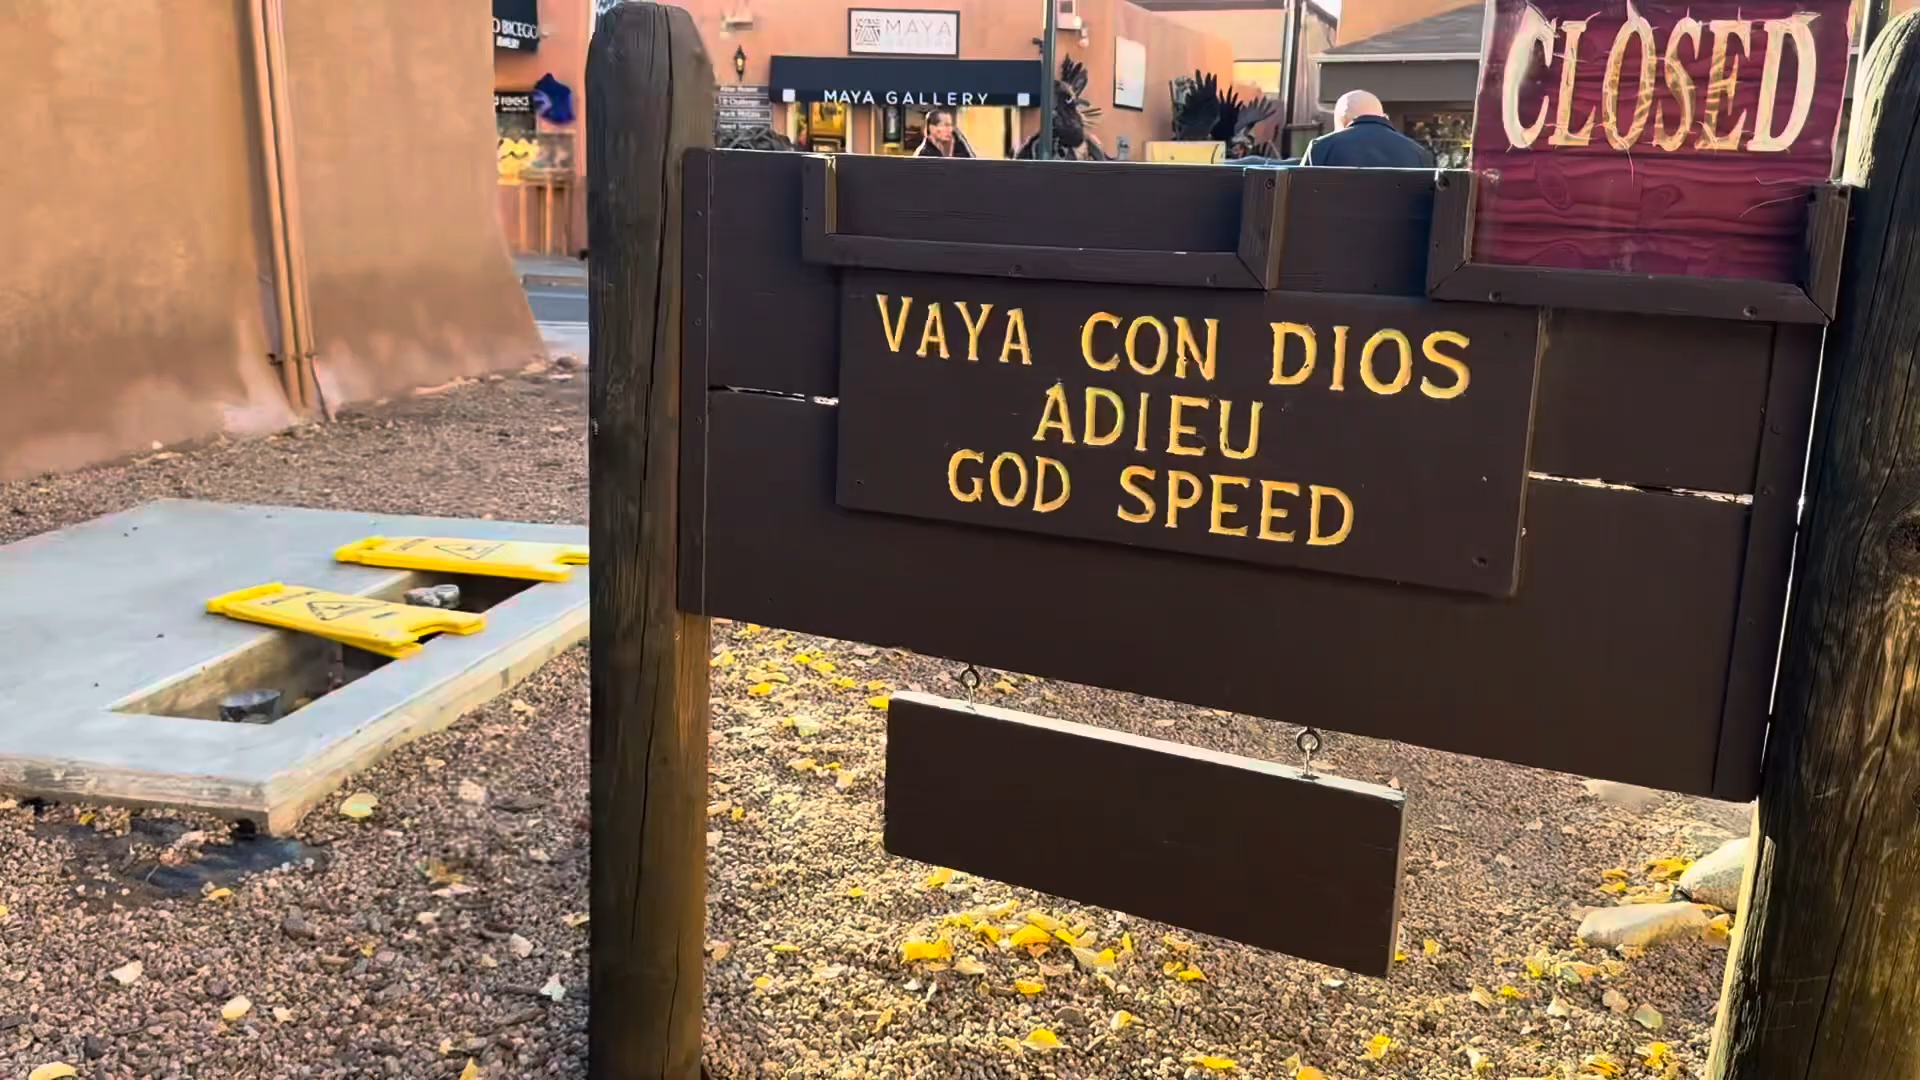 MAYA
MAYA GALLERY
CLOSED
VAYA CON DIOS
ADIEU
GOD SPEED